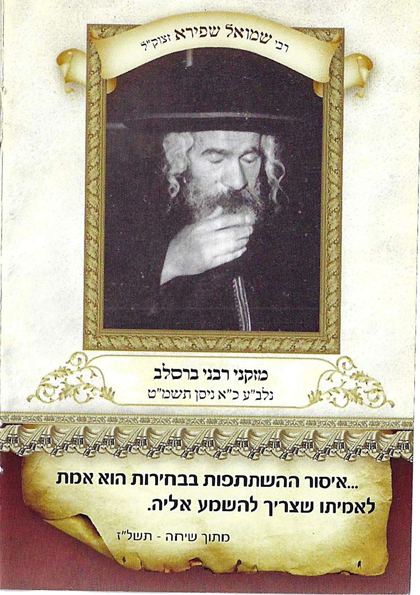 רבי שמואל שפירא זצוק"ל
מזקני רבני ברסלב
נלב"ע כ"א ניסן תשמ"ט
...איסור ההשתתפות בבחירות הוא אמת
לאמיתו שצריך להשמע אליה.
מתוך שיחה - תשל"ז